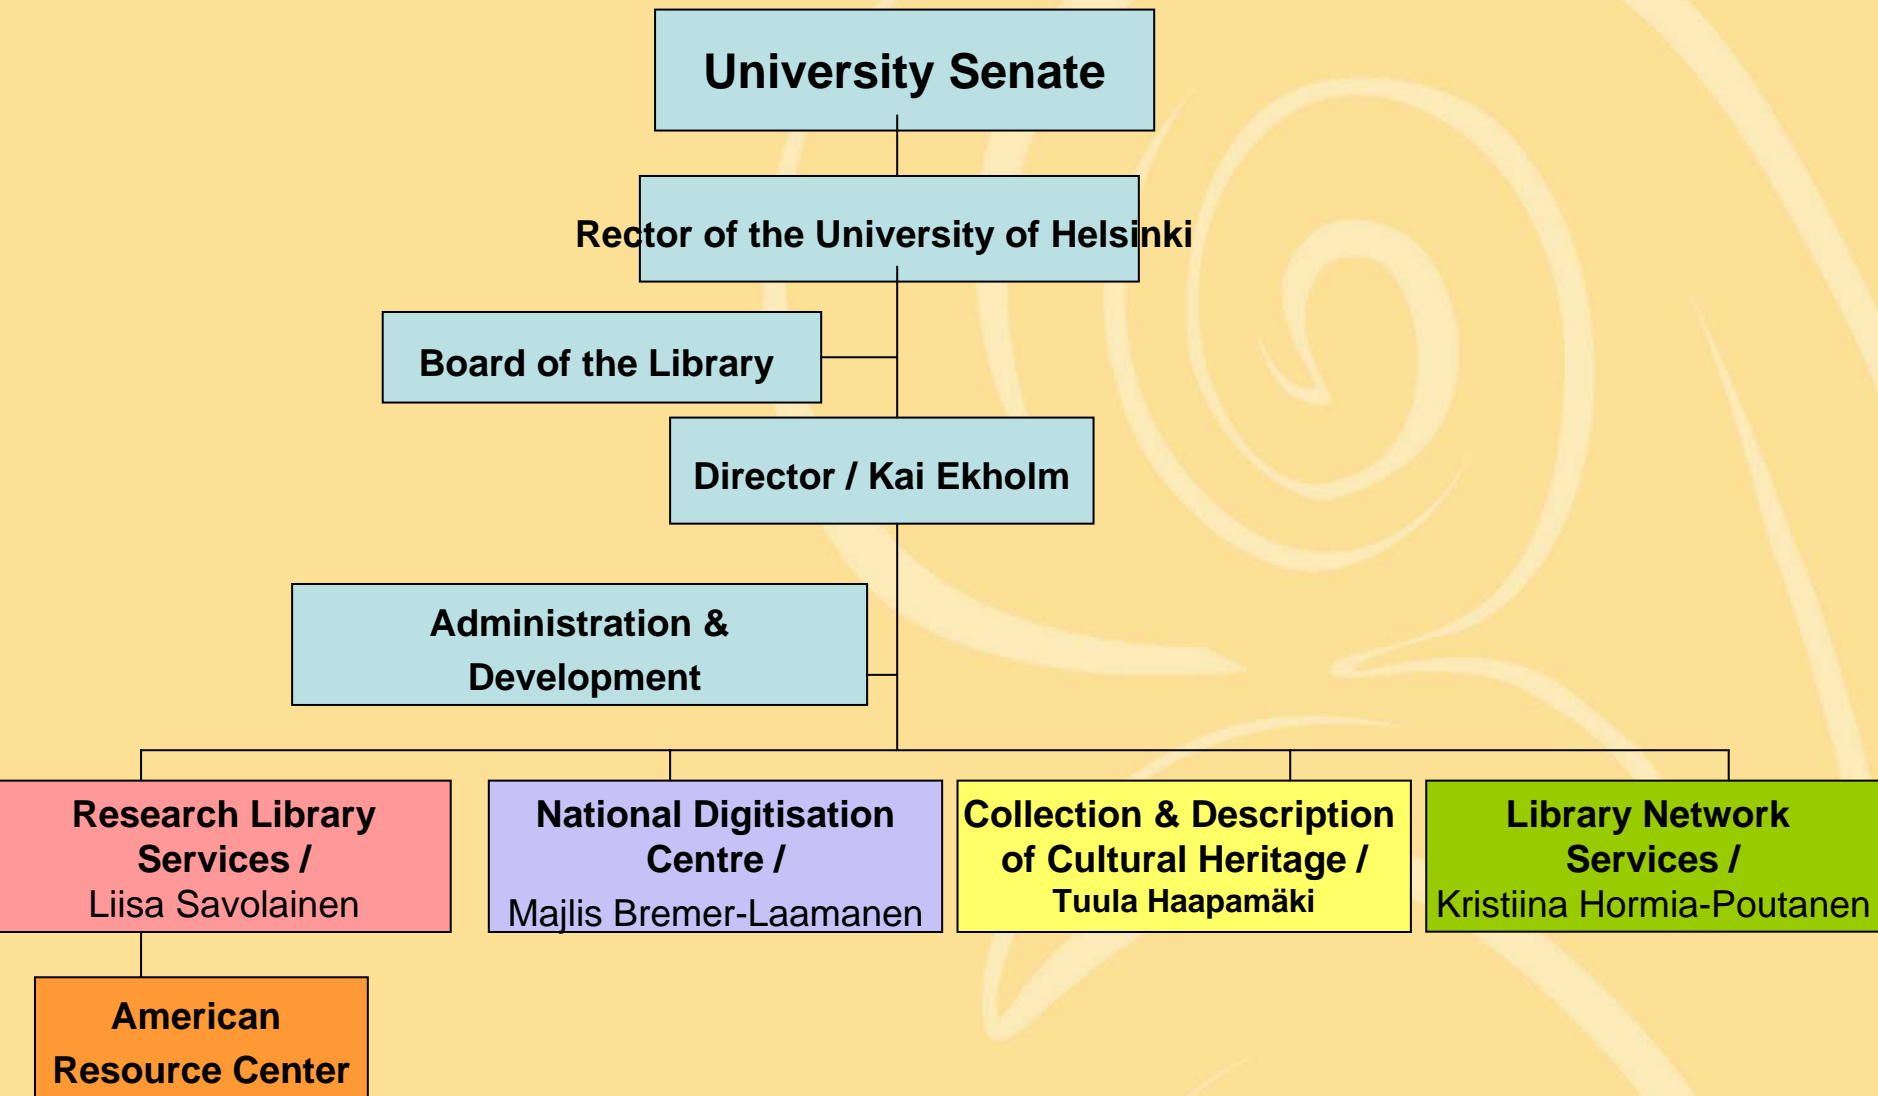 University Senate
Rector of the University of Helsinki
Board of the Library
Director / Kai Ekholm
Administration &
Development
Research Library
Services /
Liisa Savolainen
National Digitisation
Centre /
Majlis Bremer-Laamanen
Collection & Description
of Cultural Heritage /
Tuula Haapamäki
Library Network
Services /
Kristiina Hormia-Poutanen
American
Resource Center